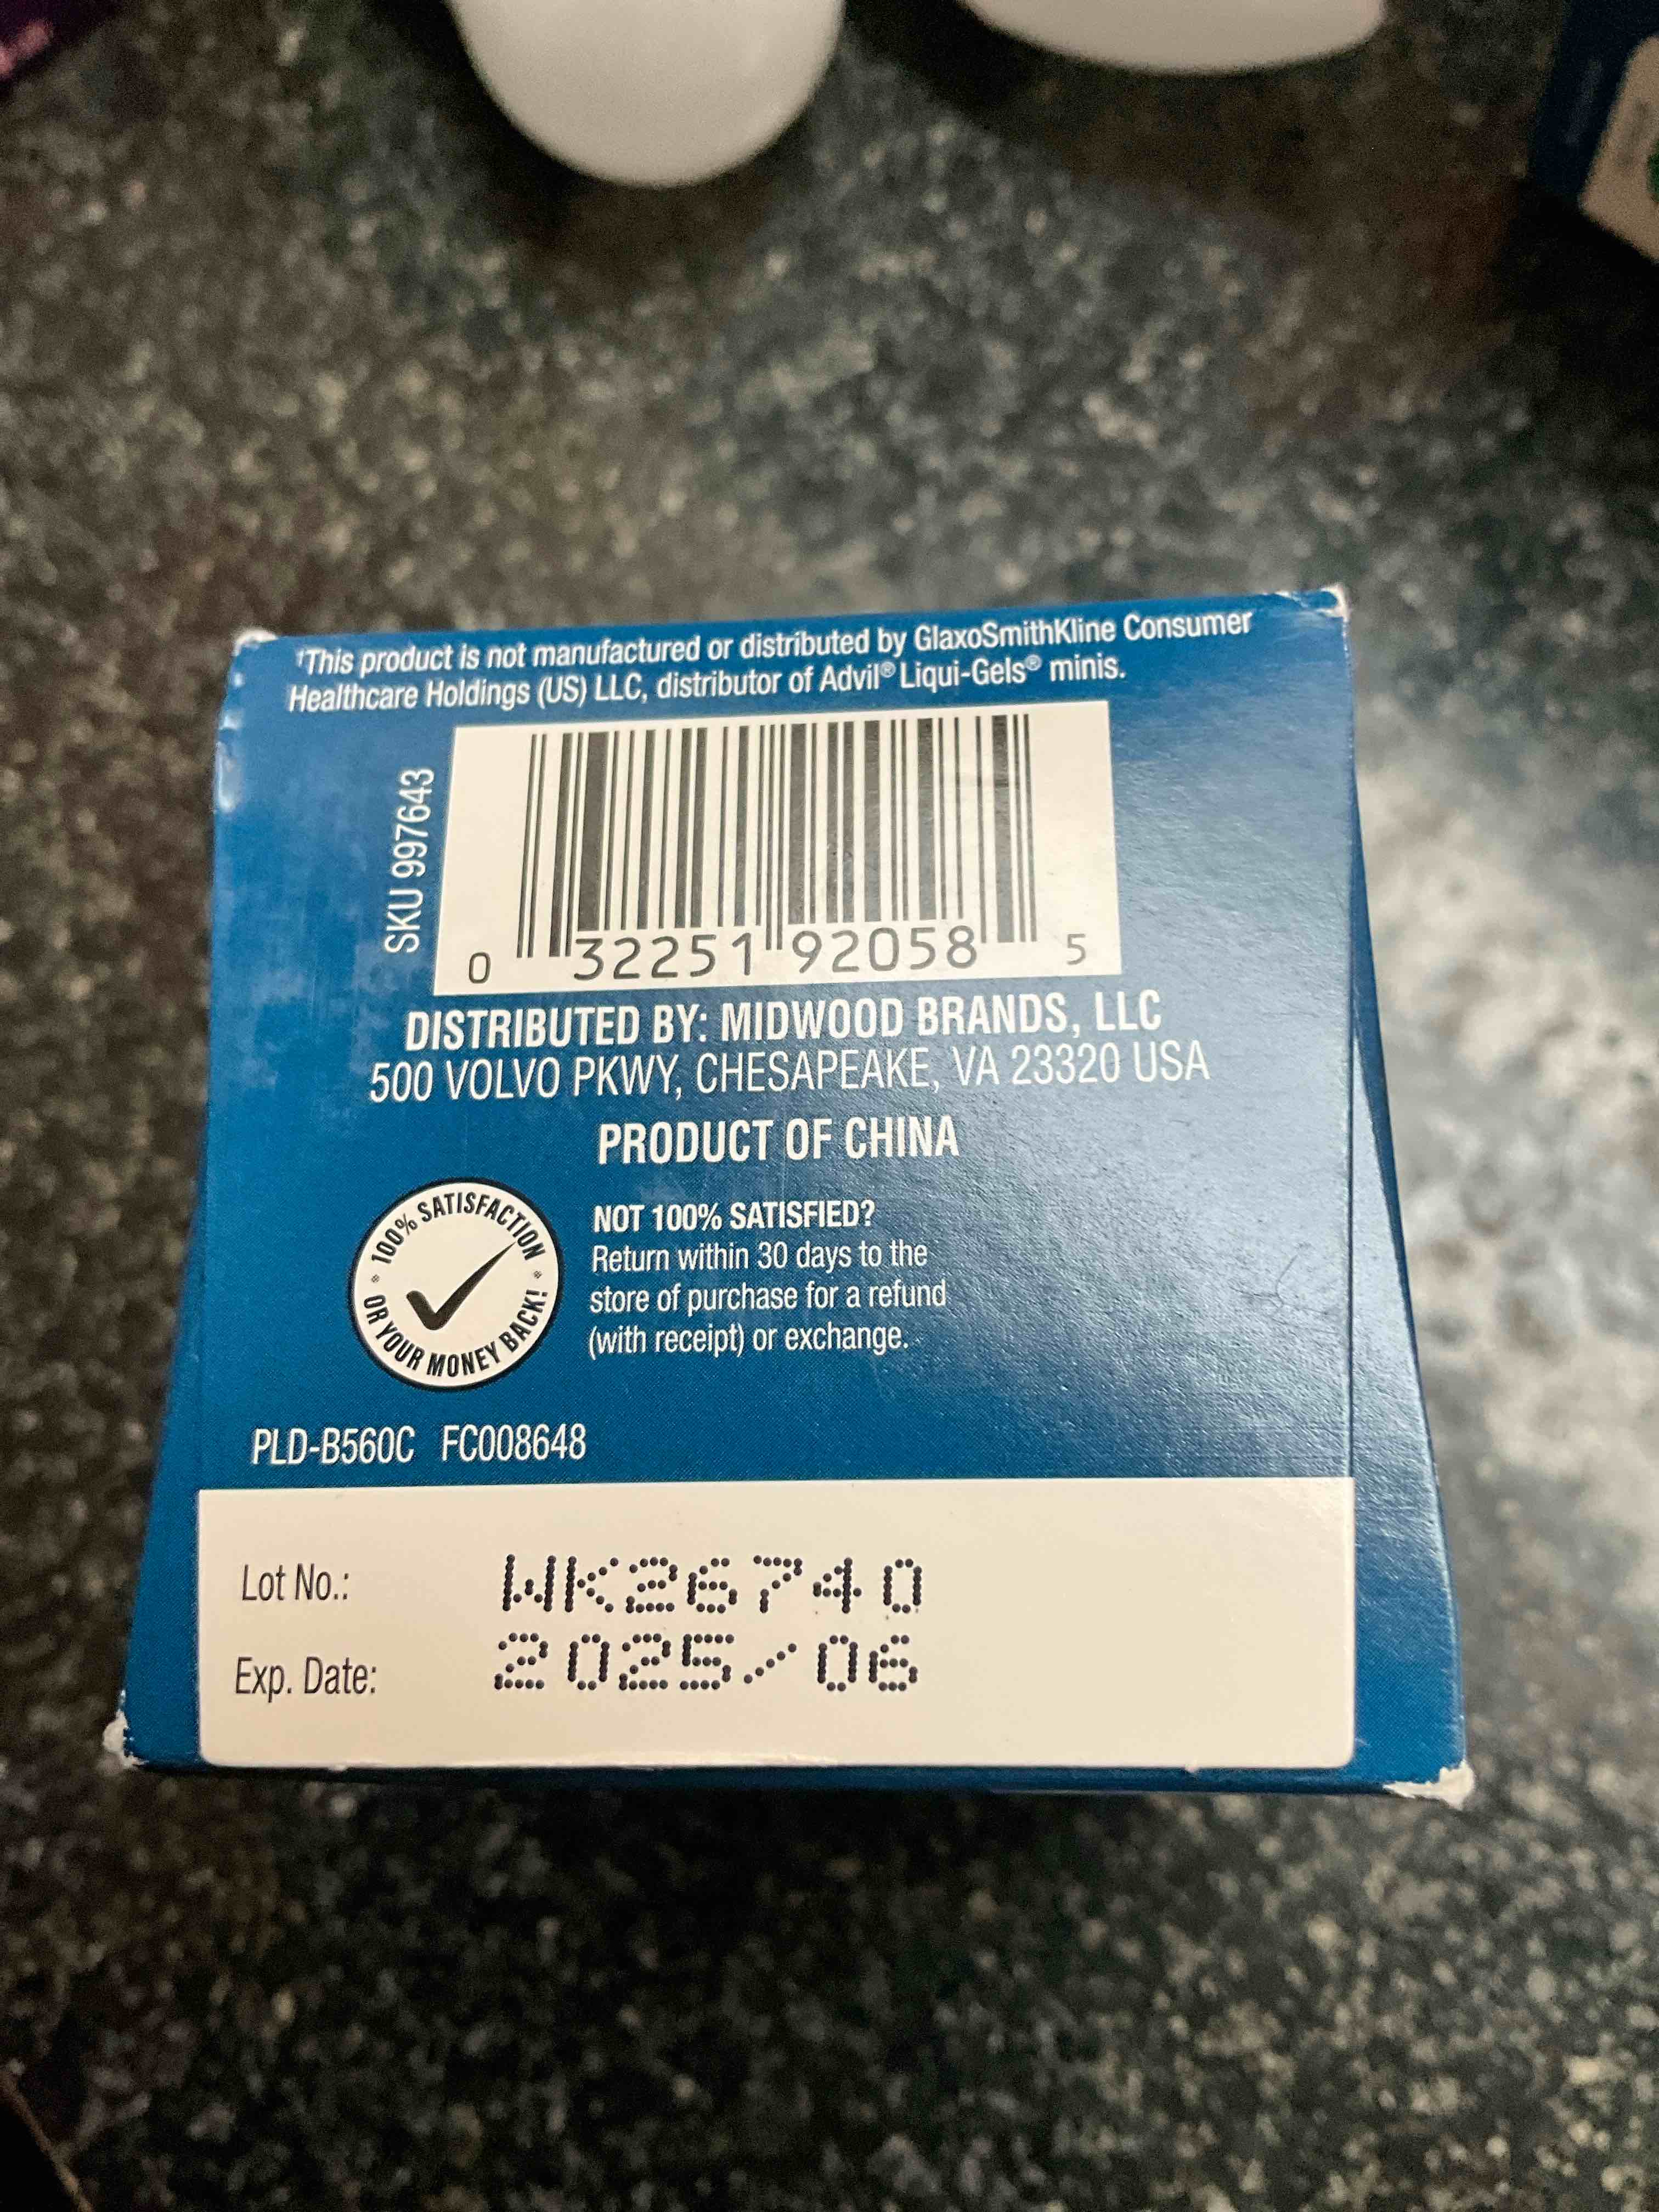 †This product is not manufactured or distributed by GlaxoSmithKline Consumer
Healthcare Holdings (US) LLC, distributor of Advil® Liqui-Gels® minis.
SKU 997643
0 32251 92058 5
DISTRIBUTED BY: MIDWOOD BRANDS, LLC
500 VOLVO PKWY, CHESAPEAKE, VA 23320 USA
PRODUCT OF CHINA
100% SATISFACTION
OR YOUR MONEY BACK!
NOT 100% SATISFIED?
Return within 30 days to the
store of purchase for a refund
(with receipt) or exchange.
PLD-B560C FC008648
Lot No.: WK26740
Exp. Date: 2025/06